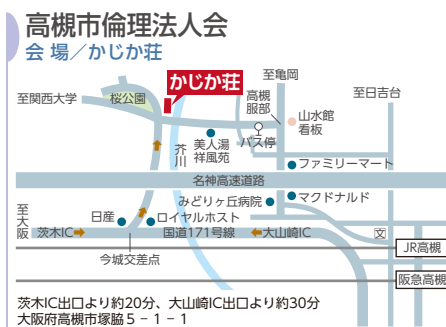 高槻市倫理法人会
会 場／かじか荘
かじか荘
至亀岡
至関西大学
桜公園
高槻
服部
至日吉台
山水館
看板
バス停
芥川
美人湯
祥風苑
ファミリーマート
名神高速道路
みどりヶ丘病院
マクドナルド
至大阪
日産
ロイヤルホスト
茨木IC
国道171号線
大山崎IC
文
今城交差点
JR高槻
阪急高槻
茨木IC出口より約20分、大山崎IC出口より約30分
大阪府高槻市塚脇５－１－１